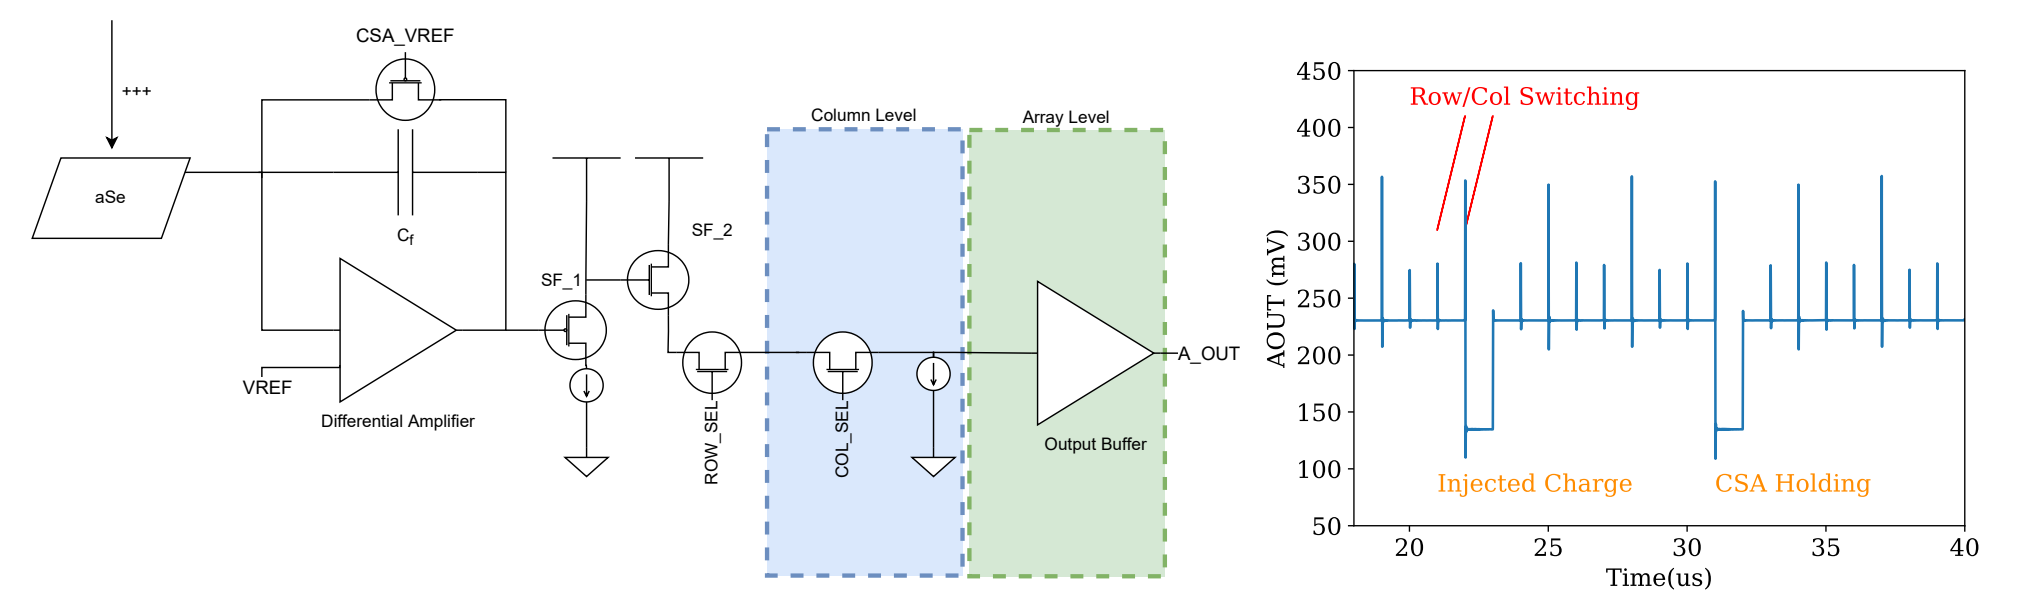 CSA_VREF
+++
aSe
Cf
SF_1
SF_2
VREF
Differential Amplifier
ROW_SEL
Column Level
COL_SEL
Array Level
Output Buffer
A_OUT
Row/Col Switching
Injected Charge
CSA Holding
AOUT (mV)
450
400
350
300
250
200
150
100
50
20
25
30
35
40
Time(us)